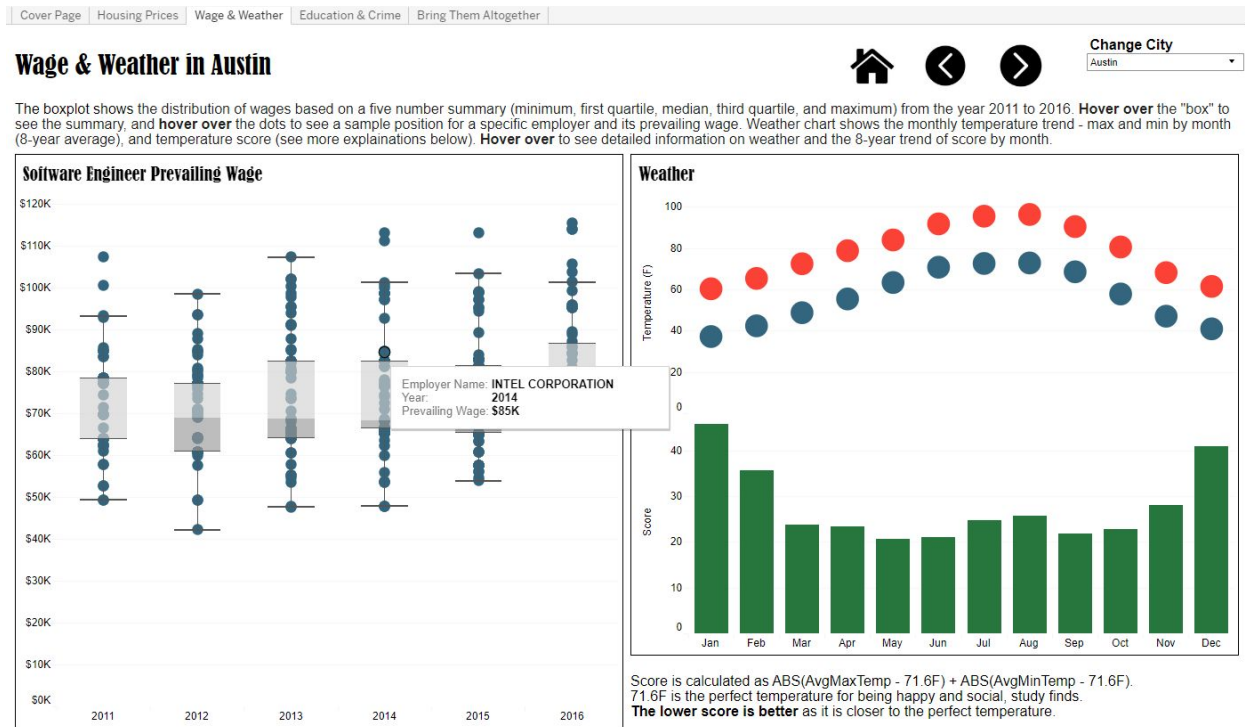 Cover Page Housing Prices Wage & Weather Education & Crime Bring Them Altogether
Wage & Weather in Austin
Change City
Austin
The boxplot shows the distribution of wages based on a five number summary (minimum, first quartile, median, third quartile, and maximum) from the year 2011 to 2016. Hover over the "box" to
see the summary, and hover over the dots to see a sample position for a specific employer and its prevailing wage. Weather chart shows the monthly temperature trend - max and min by month
(8-year average), and temperature score (see more explainations below). Hover over to see detailed information on weather and the 8-year trend of score by month.
Software Engineer Prevailing Wage
$120K
$110K
$100K
$90K
$80K
$70K
$60K
$50K
$40K
$30K
$20K
$10K
$0K
2011 2012 2013 2014 2015 2016
Employer Name: INTEL CORPORATION
Year: 2014
Prevailing Wage: $85K
Weather
Temperature (F)
100
80
60
40
20
0
Score
40
30
20
10
0
Jan Feb Mar Apr May Jun Jul Aug Sep Oct Nov Dec
Score is calculated as ABS(AvgMaxTemp - 71.6F) + ABS(AvgMinTemp - 71.6F).
71.6F is the perfect temperature for being happy and social, study finds.
The lower score is better as it is closer to the perfect temperature.